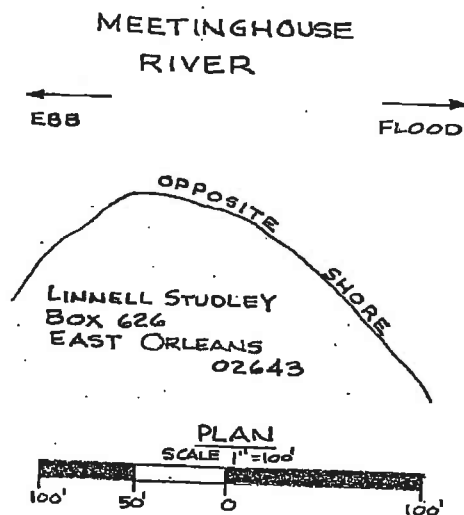 MEETINGHOUSE
RIVER
EBB
FLOOD
OPPOSITE SHORE
LINNELL STUDLEY
BOX 626
EAST ORLEANS
02643
PLAN
SCALE 1"=100'
100' 50' 0 100'